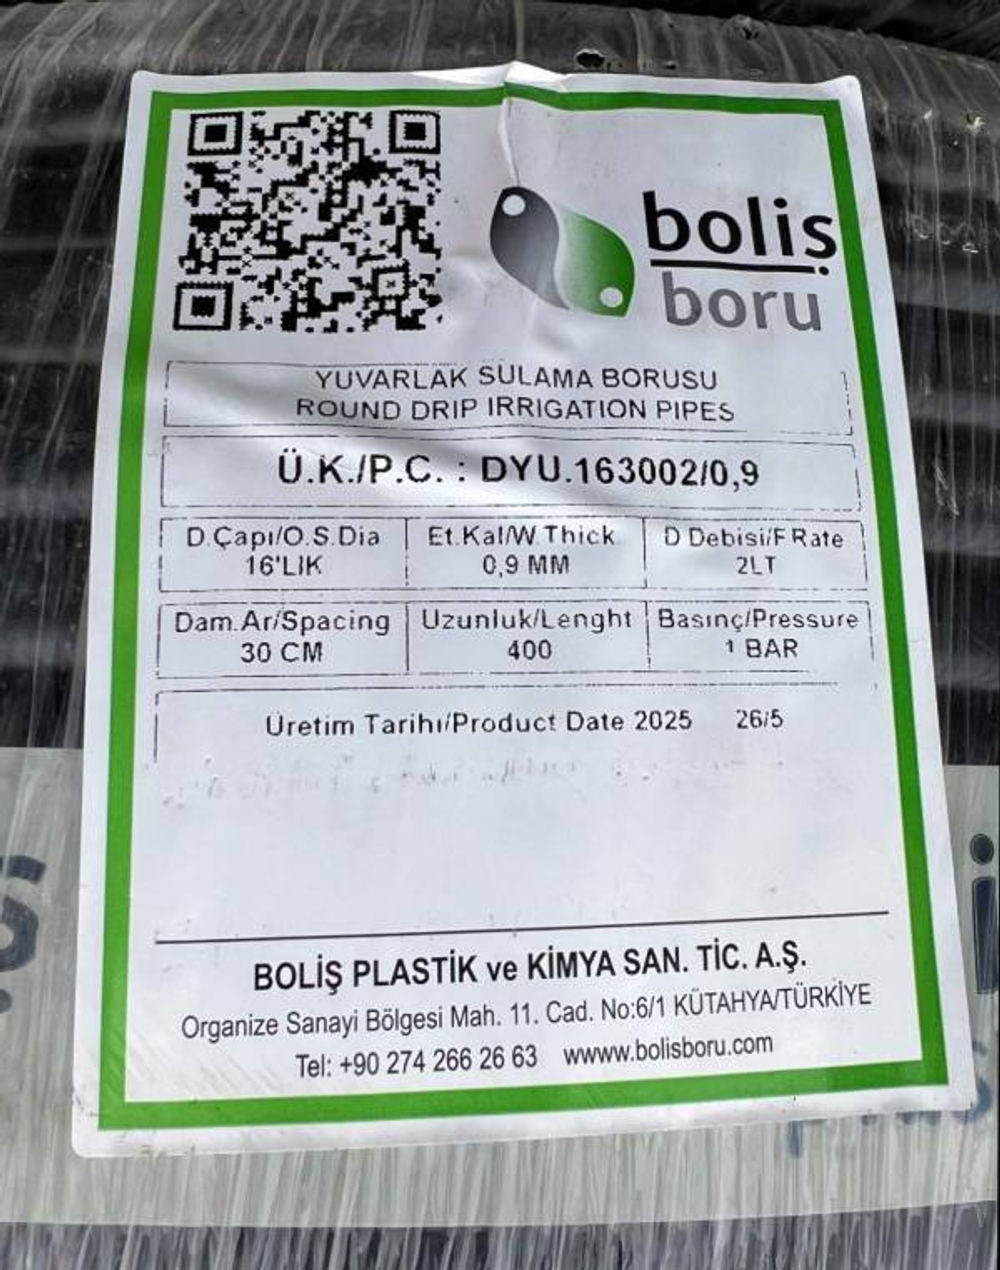 boliş
boru
YUVARLAK SULAMA BORUSU
ROUND DRIP IRRIGATION PIPES
Ü.K./P.C. : DYU.163002/0,9
D.Çapı/O.S.Dia Et.Kal/W.Thick D Debisi/F Rate
16'LIK 0,9 MM 2LT
Dam.Ar/Spacing Uzunluk/Lenght Basınç/Pressure
30 CM 400 1 BAR
Üretim Tarihi/Product Date 2025 26/5
BOLİŞ PLASTİK ve KİMYA SAN. TİC. A.Ş.
Organize Sanayi Bölgesi Mah. 11. Cad. No:6/1 KÜTAHYA/TÜRKİYE
Tel: +90 274 266 26 63 wwww.bolisboru.com